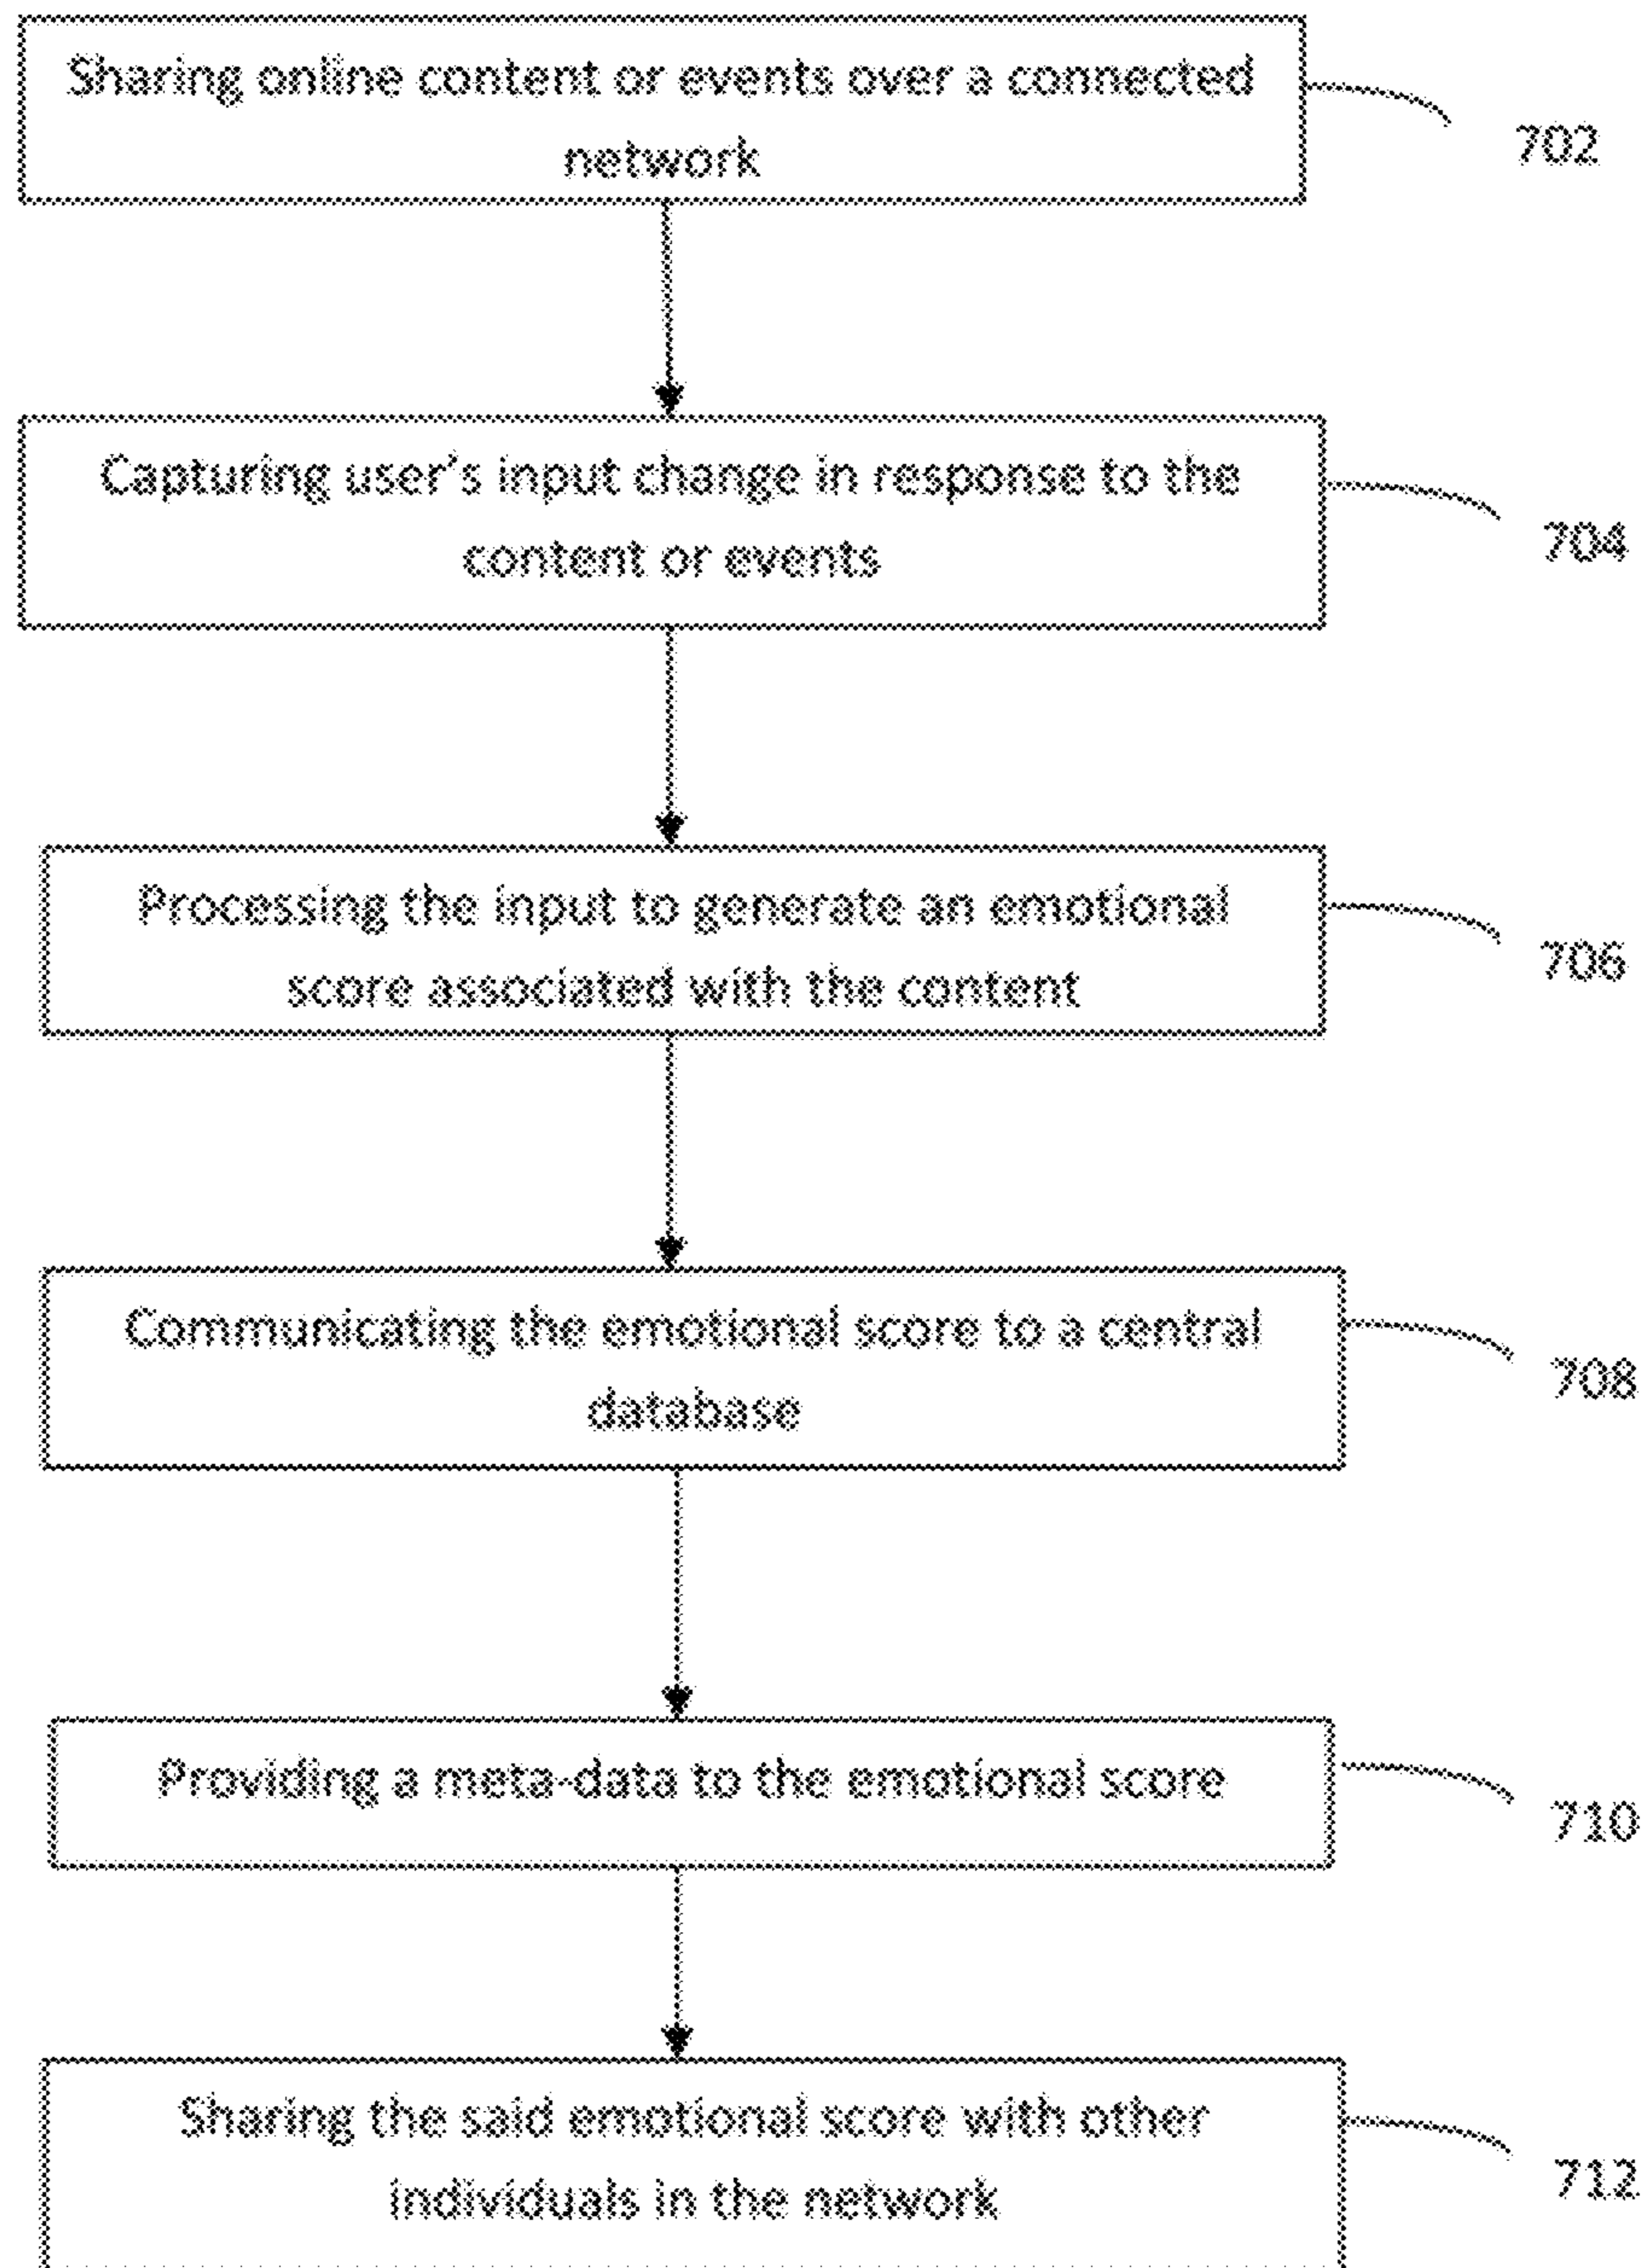 Sharing online content or events over a connected
network
702
Capturing user's input change in response to the
content or events
704
Processing the input to generate an emotional
score associated with the content
706
Communicating the emotional score to a central
database
708
Providing a meta-data to the emotional score
710
Sharing the said emotional score with other
individuals in the network
712